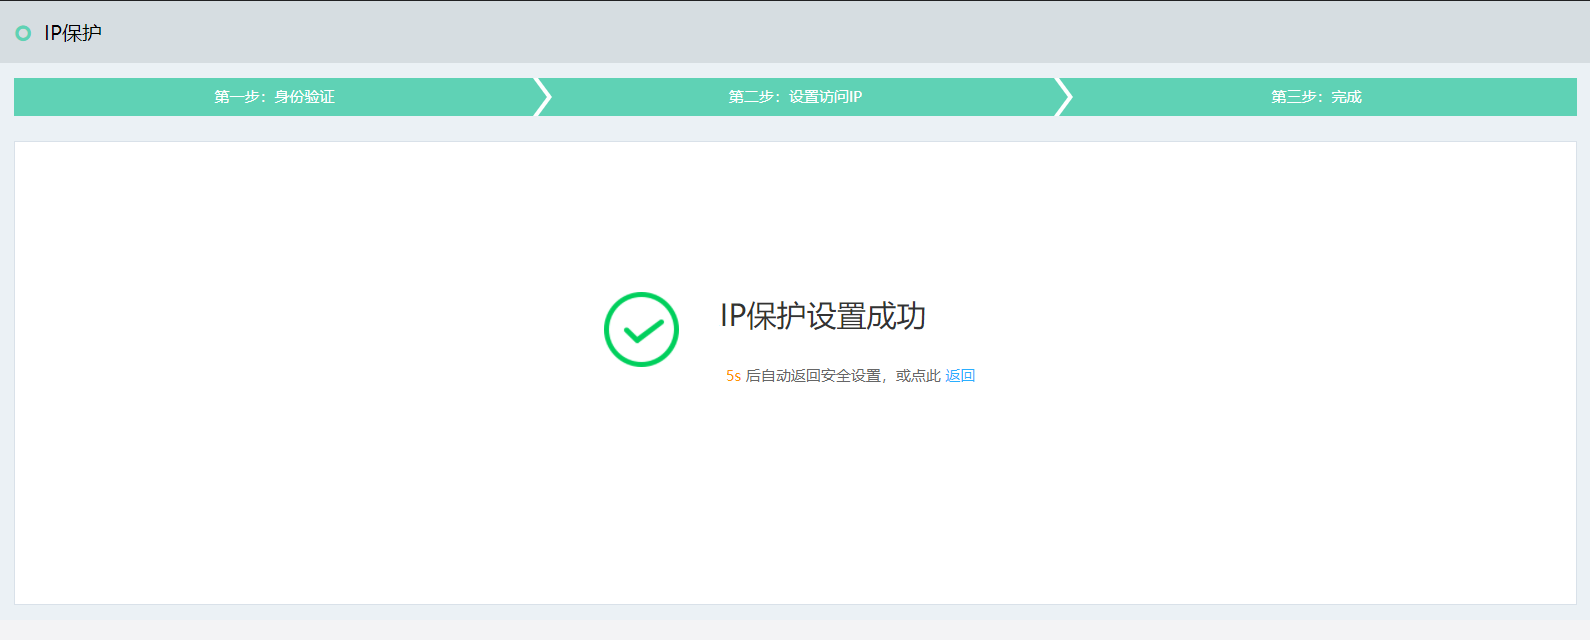 IP保护
第一步：身份验证
第二步：设置访问IP
第三步：完成
IP保护设置成功
5s 后自动返回安全设置，或点此 返回